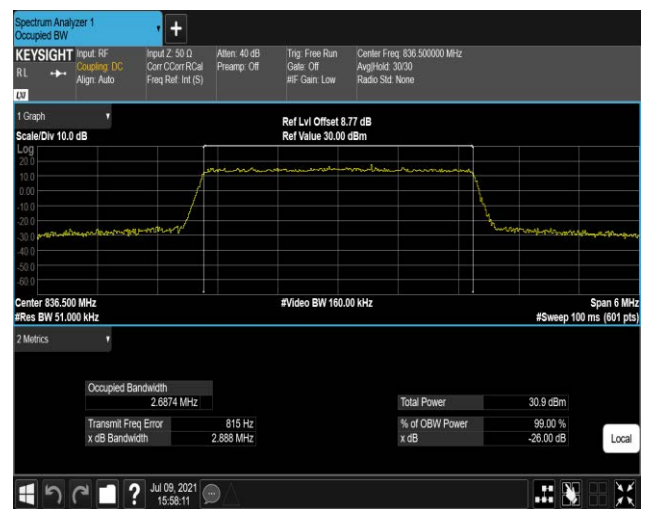 Spectrum Analyzer 1
Occupied BW
+
KEYSIGHT
RL
LXI
Input: RF
Coupling: DC
Align: Auto
Input Z: 50 Ω
Corr CCorr RCal
Freq Ref: Int (S)
Atten: 40 dB
Preamp: Off
Trig: Free Run
Gate: Off
#IF Gain: Low
Center Freq: 836.500000 MHz
Avg|Hold: 30/30
Radio Std: None
1 Graph
Scale/Div 10.0 dB
Ref Lvl Offset 8.77 dB
Ref Value 30.00 dBm
Log
20.0
10.0
0.00
-10.0
-20.0
-30.0
-40.0
-50.0
-60.0
Center 836.500 MHz
#Res BW 51.000 kHz
#Video BW 160.00 kHz
Span 6 MHz
#Sweep 100 ms (601 pts)
2 Metrics
Occupied Bandwidth
2.6874 MHz
Transmit Freq Error 815 Hz
x dB Bandwidth 2.888 MHz
Total Power 30.9 dBm
% of OBW Power 99.00 %
x dB -26.00 dB
Local
?
Jul 09, 2021
15:58:11